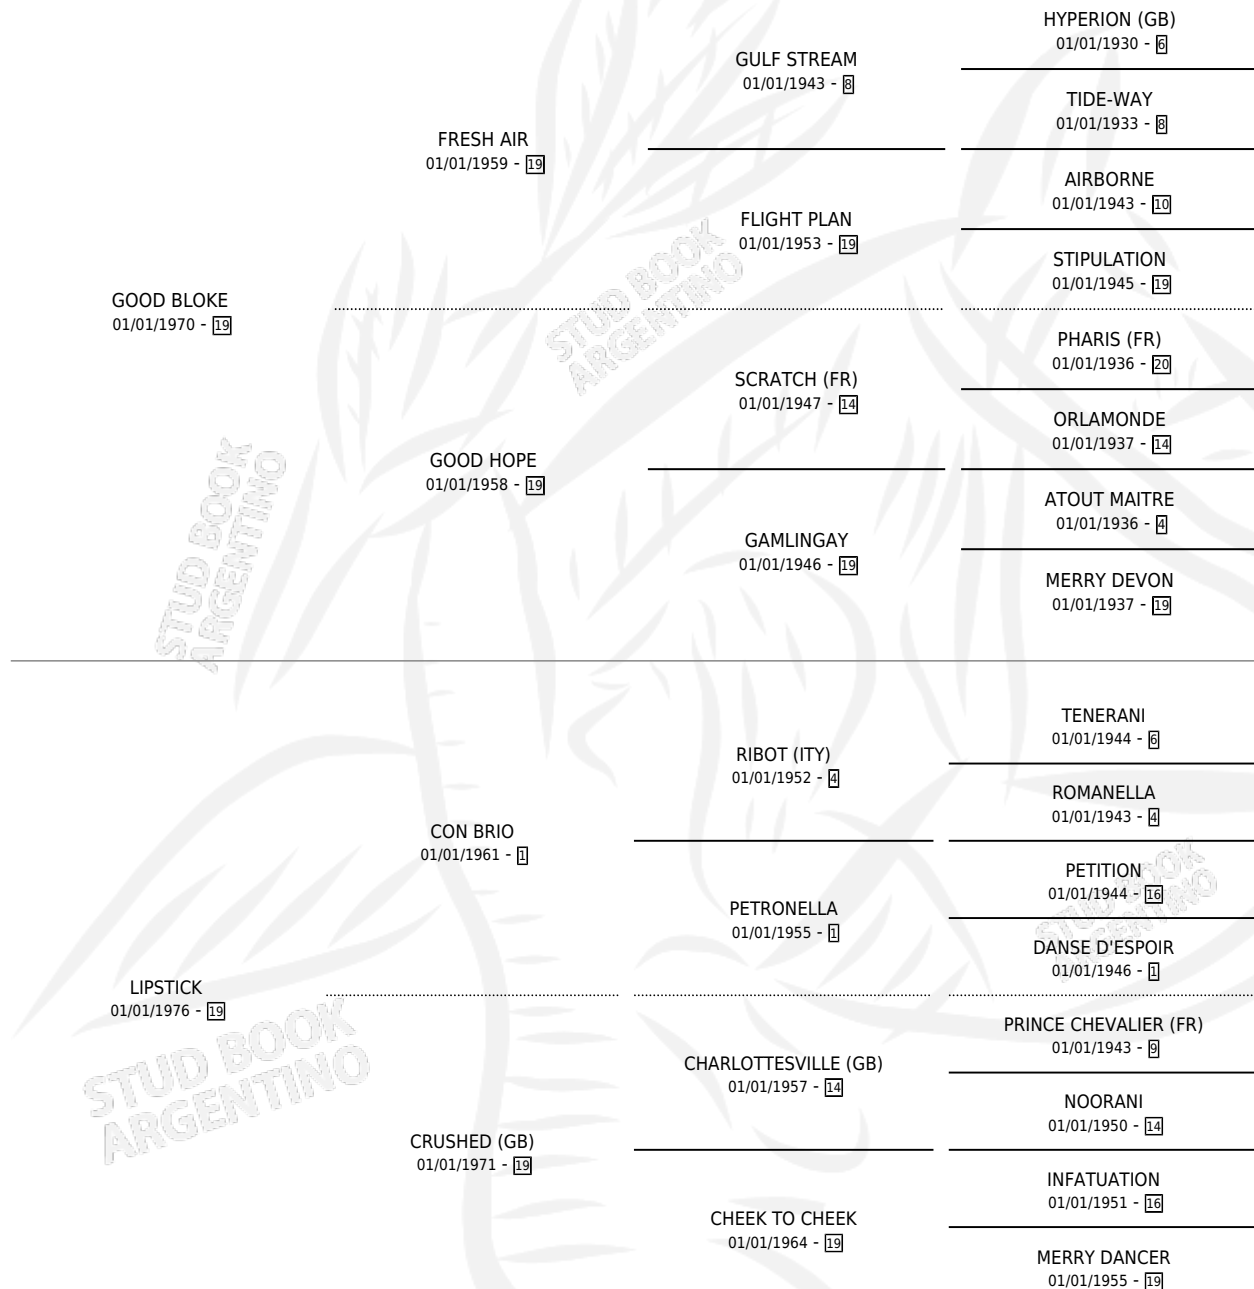 HYPERION (GB)
01/01/1930 - 6
GULF STREAM
01/01/1943 - 8
TIDE-WAY
01/01/1933 - 8
FRESH AIR
01/01/1959 - 19
AIRBORNE
01/01/1943 - 10
FLIGHT PLAN
01/01/1953 - 19
STIPULATION
01/01/1945 - 19
GOOD BLOKE
01/01/1970 - 19
STUD BOOK
ARGENTINO
PHARIS (FR)
01/01/1936 - 20
SCRATCH (FR)
01/01/1947 - 14
ORLAMONDE
01/01/1937 - 14
GOOD HOPE
01/01/1958 - 19
ATOUT MAITRE
01/01/1936 - 4
GAMLINGAY
01/01/1946 - 19
MERRY DEVON
01/01/1937 - 19
STUD BOOK
ARGENTINO
TENERANI
01/01/1944 - 6
RIBOT (ITY)
01/01/1952 - 4
ROMANELLA
01/01/1943 - 4
CON BRIO
01/01/1961 - 1
PETITION
01/01/1944 - 16
PETRONELLA
01/01/1955 - 1
DANSE D'ESPOIR
01/01/1946 - 1
STUD BOOK
ARGENTINO
LIPSTICK
01/01/1976 - 19
PRINCE CHEVALIER (FR)
01/01/1943 - 9
CHARLOTTESVILLE (GB)
01/01/1957 - 14
NOORANI
01/01/1950 - 14
STUD BOOK
ARGENTINO
CRUSHED (GB)
01/01/1971 - 19
INFATUATION
01/01/1951 - 16
CHEEK TO CHEEK
01/01/1964 - 19
MERRY DANCER
01/01/1955 - 19